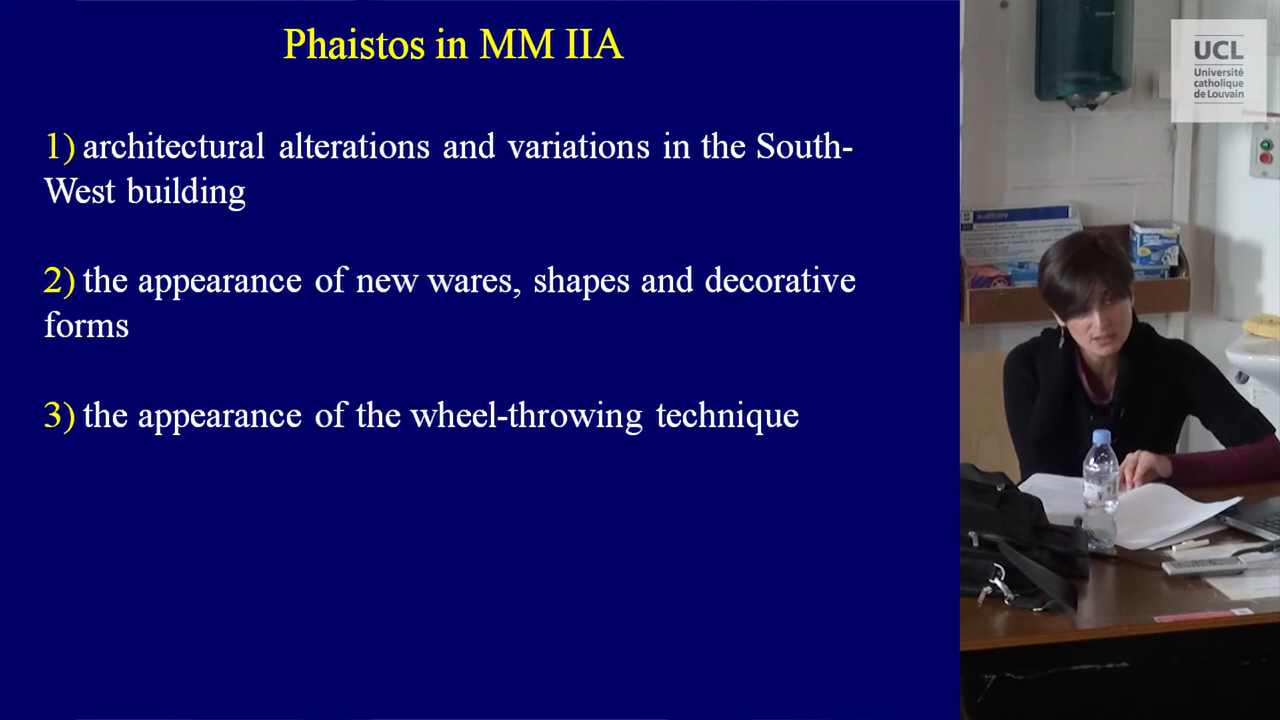 Phaistos in MM IIA
1) architectural alterations and variations in the South-
West building
2) the appearance of new wares, shapes and decorative
forms
3) the appearance of the wheel-throwing technique
UCL
Université
catholique
de Louvain